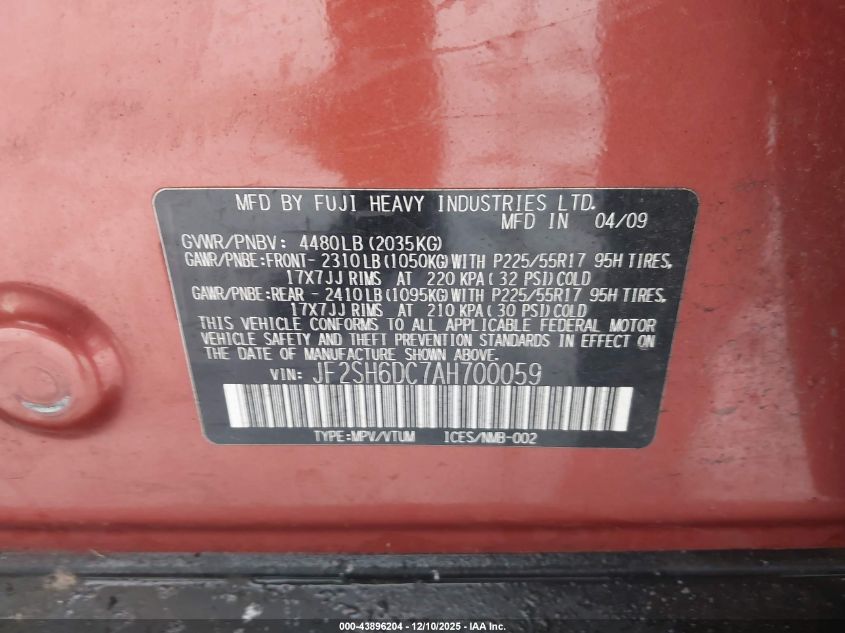 MFD BY FUJI HEAVY INDUSTRIES LTD.
MFD IN 04/09
GVWR/PNBV: 4480LB(2035KG)
GAWR/PNBE:FRONT-2310LB(1050KG)WITH P225/55R17 95H TIRES,
17X7JJ RIMS AT 220 KPA(32 PSI)COLD
GAWR/PNBE:REAR -2410LB(1095KG)WITH P225/55R17 95H TIRES,
17X7JJ RIMS AT 210 KPA(30 PSI)COLD
THIS VEHICLE CONFORMS TO ALL APPLICABLE FEDERAL MOTOR
VEHICLE SAFETY AND THEFT PREVENTION STANDARDS IN EFFECT ON
THE DATE OF MANUFACTURE SHOWN ABOVE.
VIN: JF2SH6DC7AH700059
TYPE:MPV/VTUM ICES/NMB-002
000-43896204 - 12/10/2025 - IAA Inc.